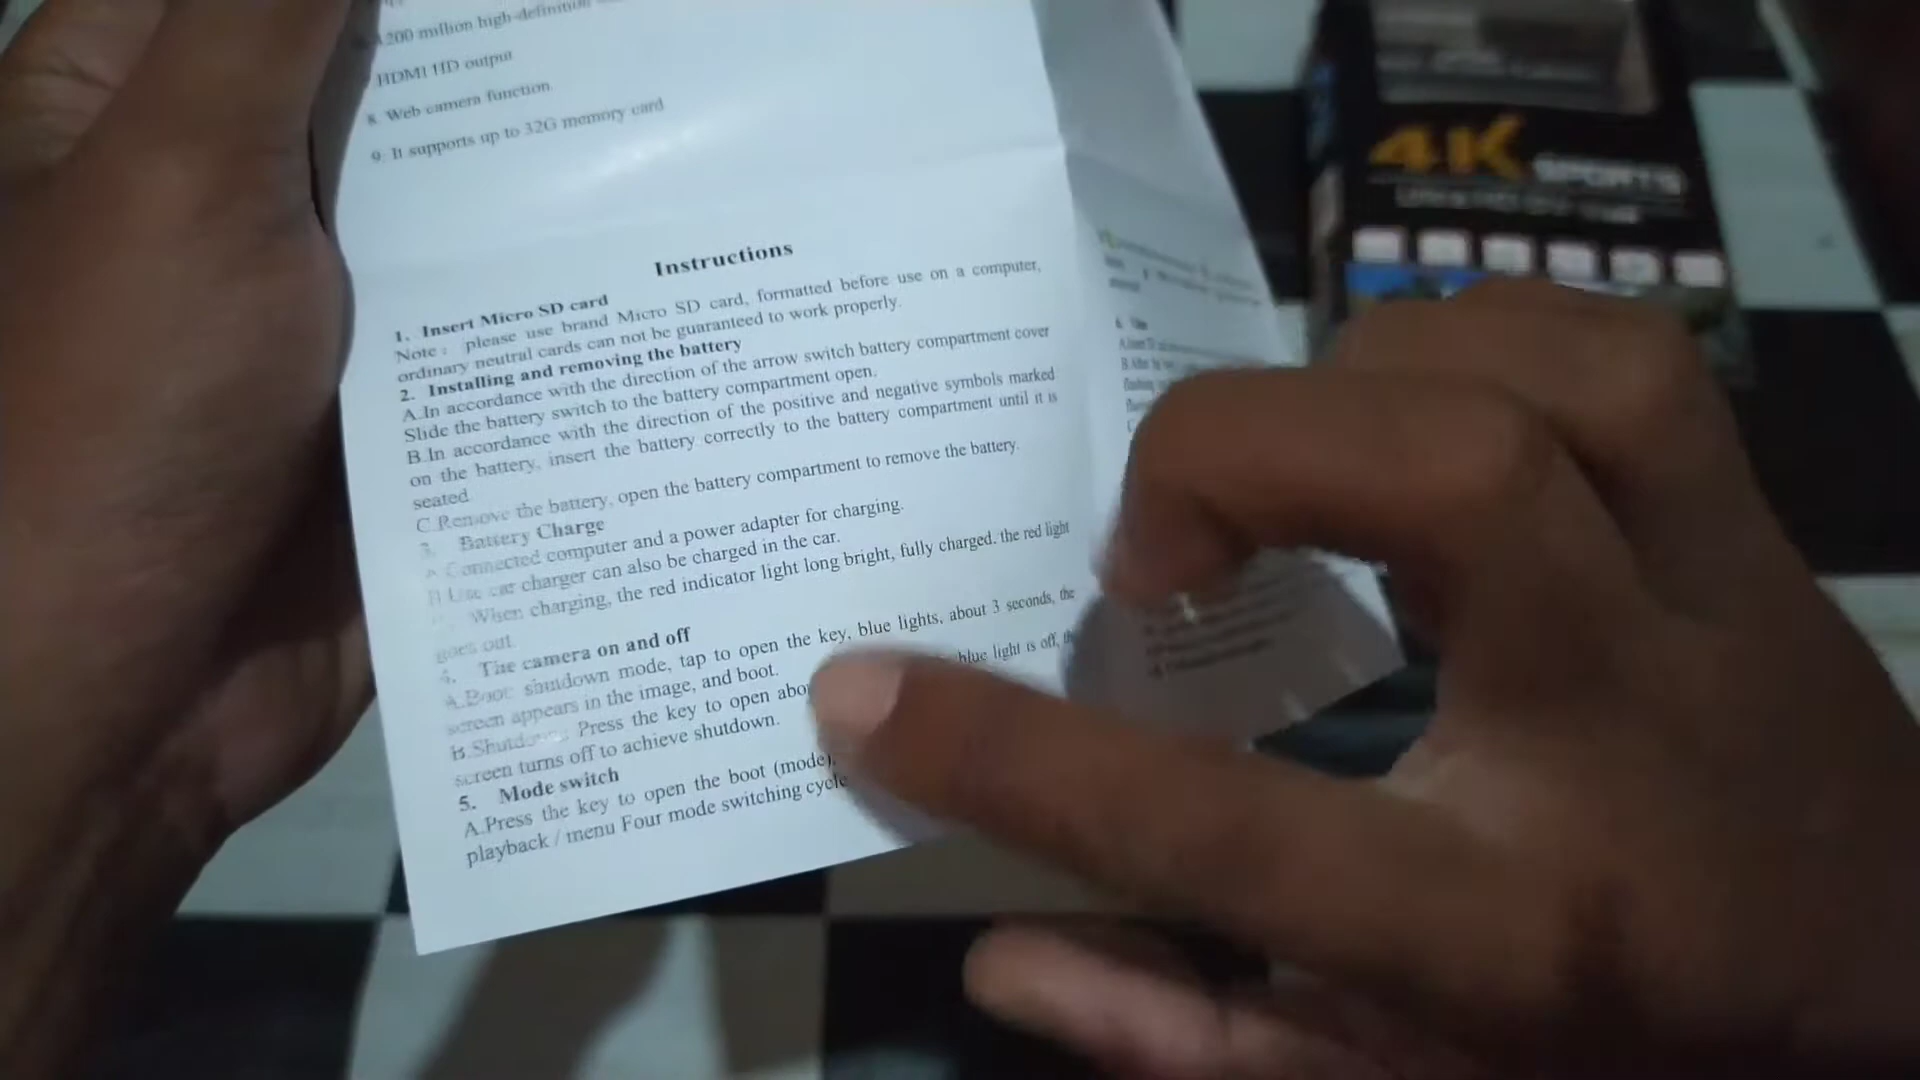 200 million high-definition
HDMI HD output
8. Web camera function.
9. It supports up to 32G memory card
Instructions
1. Insert Micro SD card
Note : please use brand Micro SD card, formatted before use on a computer,
ordinary neutral cards can not be guaranteed to work properly.
2. Installing and removing the battery
A.In accordance with the direction of the arrow switch battery compartment cover
Slide the battery switch to the battery compartment open.
B.In accordance with the direction of the positive and negative symbols marked
on the battery, insert the battery correctly to the battery compartment until it is
seated.
C.Remove the battery, open the battery compartment to remove the battery.
3. Battery Charge
A Connected computer and a power adapter for charging.
B Use car charger can also be charged in the car.
When charging, the red indicator light long bright, fully charged, the red light
goes out.
4. The camera on and off
A.Boot: shutdown mode, tap to open the key, blue lights, about 3 seconds, the
screen appears in the image, and boot.
B.Shutdown: Press the key to open abo blue light is off, th
screen turns off to achieve shutdown.
5. Mode switch
A.Press the key to open the boot (mode),
playback / menu Four mode switching cycle
4K SPORTS